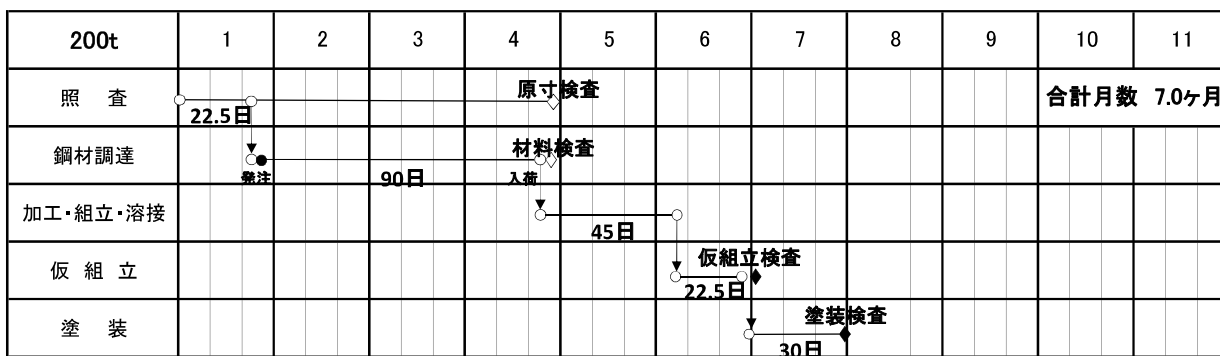 200t 1 2 3 4 5 6 7 8 9 10 11
照 査 22.5日 原寸検査 合計月数 7.0ヶ月
鋼材調達 発注 90日 入荷 材料検査
加工・組立・溶接 45日
仮 組 立 22.5日 仮組立検査
塗 装 30日 塗装検査